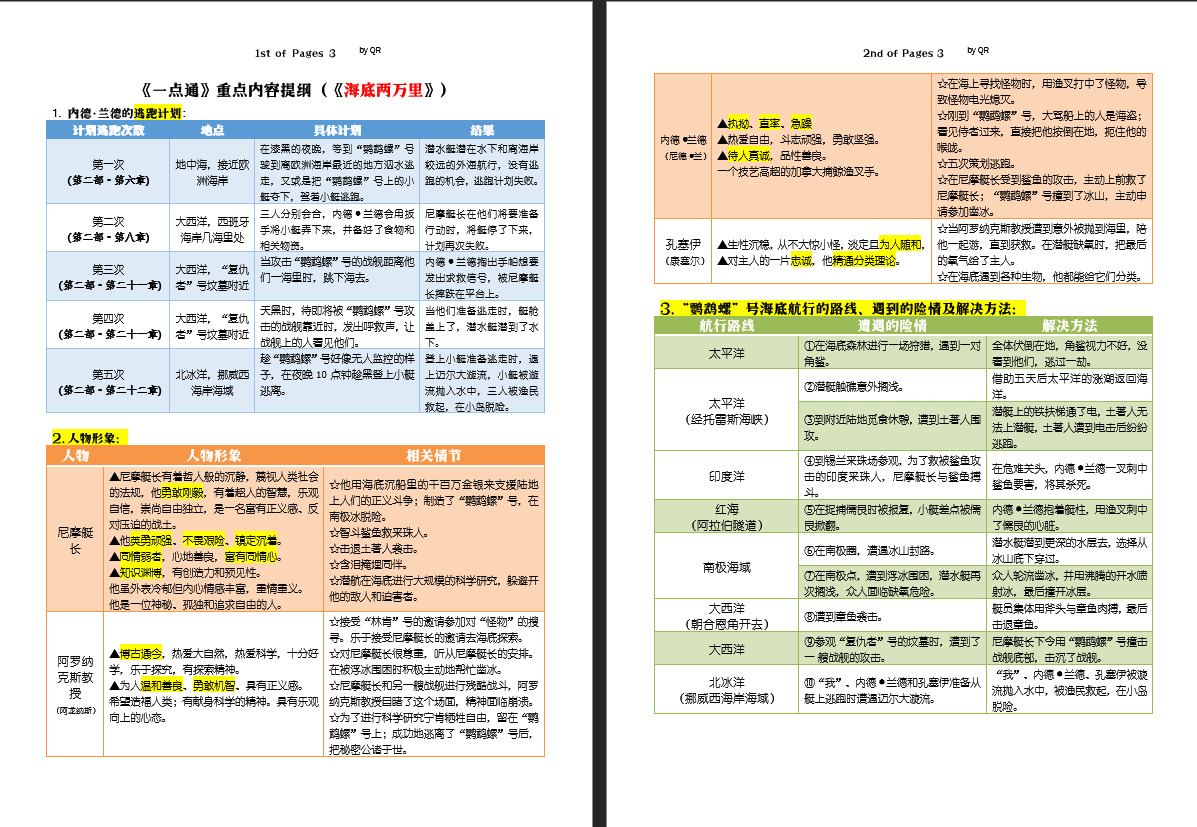 1st of Pages 3 by QR
《一点通》重点内容提纲（《海底两万里》）
1. 内德·兰德的逃跑计划：
计划逃跑次数 地点 具体计划 结果
第一次
（第二部·第六章）
地中海，接近欧
洲海岸
在漆黑的夜晚，等到“鹦鹉螺”号
驶到离欧洲海岸最近的地方泅水逃
走，又或是把“鹦鹉螺”号上的小
艇夺下，驾着小艇逃跑。
潜水艇潜在水下和离海岸
较远的外海航行，没有逃
跑的机会，逃跑计划失败。
第二次
（第二部·第八章）
大西洋，西班牙
海岸几海里处
三人分别会合，内德•兰德会用扳
手将小艇弄下来，并备好了食物和
相关物资。
尼摩艇长在他们将要准备
行动时，将艇停了下来，
计划再次失败。
第三次
（第二部·第二十一章）
大西洋，“复仇
者”号坟墓附近
当攻击“鹦鹉螺”号的战舰距离他
们一海里时，跳下海去。
内德•兰德掏出手帕想要
发出求救信号，被尼摩艇
长摔跌在平台上。
第四次
（第二部·第二十一章）
大西洋，“复仇
者”号坟墓附近
天黑时，待即将被“鹦鹉螺”号攻
击的战舰靠近时，发出呼救声，让
战舰上的人看见他们。
当他们准备逃走时，艇舱
盖上了，潜水艇潜到了水
下。
第五次
（第二部·第二十二章）
北冰洋，挪威西
海岸海域
趁“鹦鹉螺”号好像无人监控的样
子，在夜晚 10 点钟趁黑登上小艇
逃离。
登上小艇准备逃走时，遇
上迈尔大漩流，小艇被漩
流抛入水中，三人被渔民
救起，在小岛脱险。
2. 人物形象：
人物 人物形象 相关情节
尼摩艇
长
▲尼摩艇长有着哲人般的沉静，蔑视人类社会
的法规，他勇敢刚毅，有着超人的智慧，乐观
自信，崇尚自由独立，是一名富有正义感、反
对压迫的战士。
▲他英勇顽强、不畏艰险、镇定沉着。
▲同情弱者，心地善良，富有同情心。
▲知识渊博，有创造力和预见性。
他虽外表冷郁但内心情感丰富，重情重义。
他是一位神秘、孤独和追求自由的人。
☆他用海底沉船里的千百万金银来支援陆地
上人们的正义斗争；制造了“鹦鹉螺”号，在
南极冰脱险。
☆智斗鲨鱼救采珠人。
☆击退土著人袭击。
☆含泪掩埋同伴。
☆潜航在海底进行大规模的科学研究，躲避开
他的敌人和迫害者。
阿罗纳
克斯教
授
（阿龙纳斯）
▲博古通今，热爱大自然，热爱科学，十分好
学，乐于探究，有探索精神。
▲为人温和善良、勇敢机智、具有正义感。
希望造福人类；有献身科学的精神。具有乐观
向上的心态。
☆接受“林肯”号的邀请参加对“怪物”的搜
寻。乐于接受尼摩艇长的邀请去海底探索。
☆对尼摩艇长很尊重，听从尼摩艇长的安排。
在被浮冰围困时积极主动地帮忙凿冰。
☆尼摩艇长和另一艘战舰进行残酷战斗，阿罗
纳克斯教授目睹了这个场面，精神面临崩溃。
☆为了进行科学研究宁肯牺牲自由，留在“鹦
鹉螺”号上；成功地逃离了“鹦鹉螺”号后，
把秘密公诸于世。
2nd of Pages 3 by QR
内德•兰德
（尼德•兰）
▲执拗、直率、急躁
▲热爱自由，斗志顽强，勇敢坚强。
▲待人真诚，品性善良。
一个技艺高超的加拿大捕鲸渔叉手。
☆在海上寻找怪物时，用渔叉打中了怪物，导
致怪物电光熄灭。
☆刚到“鹦鹉螺”号，大骂船上的人是海盗；
看见侍者过来，直接把他按倒在地，扼住他的
喉咙。
☆五次策划逃跑。
☆在尼摩艇长受到鲨鱼的攻击，主动上前救了
尼摩艇长；“鹦鹉螺”号撞到了冰山，主动申
请参加凿冰。
孔塞伊
（康塞尔）
▲生性沉稳，从不大惊小怪，淡定且为人随和，
▲对主人的一片忠诚，他精通分类理论。
☆当阿罗纳克斯教授遭到意外被抛到海里，陪
他一起游，直到获救。在潜艇缺氧时，把最后
的氧气给了主人。
☆在海底遇到各种生物，他都能给它们分类。
3.“鹦鹉螺”号海底航行的路线、遇到的险情及解决方法：
航行路线 遭遇的险情 解决方法
太平洋
①在海底森林进行一场狩猎，遇到一对
角鲨。
全体伏倒在地，角鲨视力不好，没
看到他们，逃过一劫。
太平洋
（经托雷斯海峡）
②潜艇触礁意外搁浅。
借助五天后太平洋的涨潮返回海
洋。
③到附近陆地觅食休憩，遭到土著人围
攻。
潜艇上的铁扶梯通了电，土著人无
法上潜艇，土著人遭到电击后纷纷
逃跑。
印度洋
④到锡兰采珠场参观，为了救被鲨鱼攻
击的印度采珠人，尼摩艇长与鲨鱼搏
斗。
在危难关头，内德•兰德一叉刺中
鲨鱼要害，将其杀死。
红海
（阿拉伯隧道）
⑤在捉捕儒艮时被报复，小艇差点被儒
艮掀翻。
内德•兰德抱着艇柱，用渔叉刺中
了儒艮的心脏。
南极海域
⑥在南极圈，遭遇冰山封路。
潜水艇潜到更深的水层去，选择从
冰山底下穿过。
⑦在南极点，遭到浮冰围困，潜水艇再
次搁浅，众人面临缺氧危险。
众人轮流凿冰，并用沸腾的开水喷
射冰，最后撞开冰层。
大西洋
（朝合恩角开去）
⑧遭到章鱼袭击。
艇员集体用斧头与章鱼肉搏，最后
击退章鱼。
大西洋
⑨参观“复仇者”号的坟墓时，遭到了
一 艘战舰的攻击。
尼摩艇长下令用“鹦鹉螺”号撞击
战舰底部，击沉了战舰。
北冰洋
（挪威西海岸海域）
⑩“我”、内德•兰德和孔塞伊准备从
艇上逃跑时遭遇迈尔大漩流。
“我”、内德•兰德、孔塞伊被漩
流抛入水中，被渔民救起，在小岛
脱险。